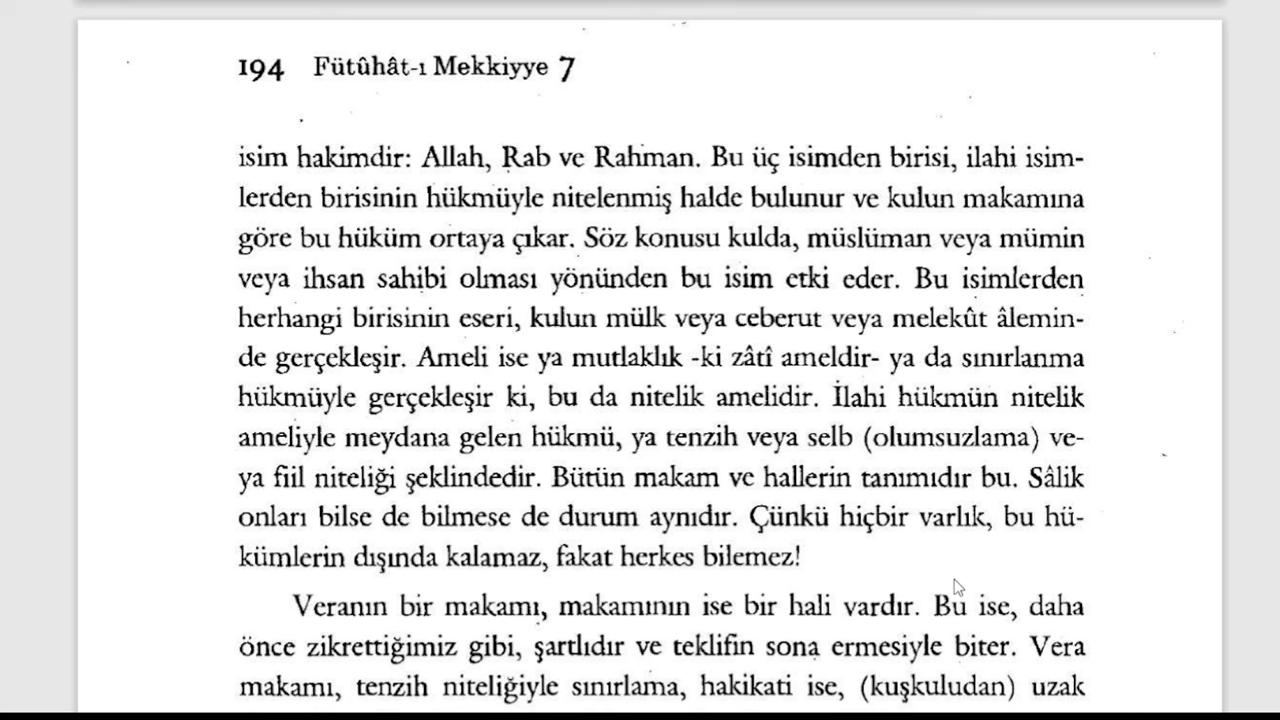 194 Fütûhât-ı Mekkiyye 7
isim hakimdir: Allah, Rab ve Rahman. Bu üç isimden birisi, ilahi isim-
lerden birisinin hükmüyle nitelenmiş halde bulunur ve kulun makamına
göre bu hüküm ortaya çıkar. Söz konusu kulda, müslüman veya mümin
veya ihsan sahibi olması yönünden bu isim etki eder. Bu isimlerden
herhangi birisinin eseri, kulun mülk veya ceberut veya melekût âlemin-
de gerçekleşir. Ameli ise ya mutlaklık -ki zâtî ameldir- ya da sınırlanma
hükmüyle gerçekleşir ki, bu da nitelik amelidir. İlahi hükmün nitelik
ameliyle meydana gelen hükmü, ya tenzih veya selb (olumsuzlama) ve-
ya fiil niteliği şeklindedir. Bütün makam ve hallerin tanımıdır bu. Sâlik
onları bilse de bilmese de durum aynıdır. Çünkü hiçbir varlık, bu hü-
kümlerin dışında kalamaz, fakat herkes bilemez!
Veranın bir makamı, makamının ise bir hali vardır. Bu ise, daha
önce zikrettiğimiz gibi, şartlıdır ve teklifin sona ermesiyle biter. Vera
makamı, tenzih niteliğiyle sınırlama, hakikati ise, (kuşkuludan) uzak